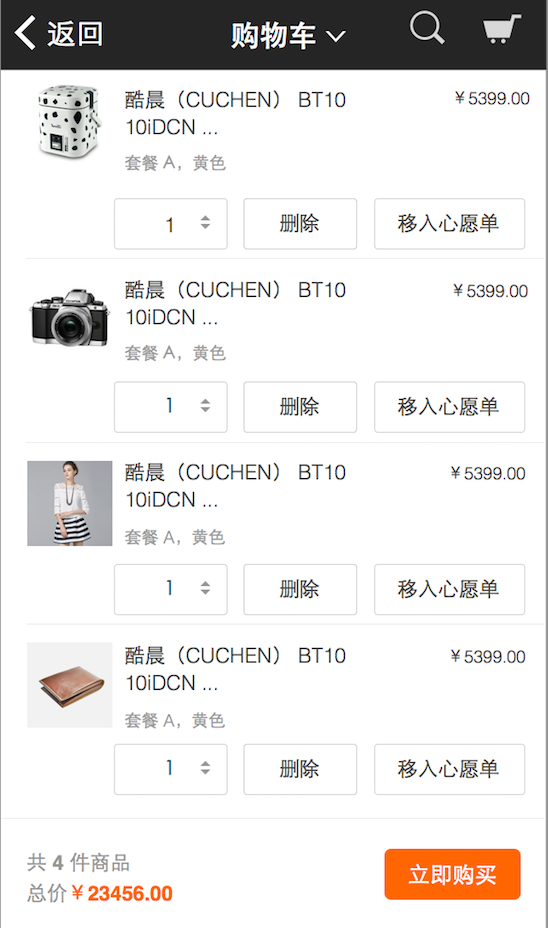 返回
购物车
酷晨（CUCHEN） BT10
10iDCN ...
￥5399.00
套餐 A，黄色
1
删除
移入心愿单
酷晨（CUCHEN） BT10
10iDCN ...
￥5399.00
套餐 A，黄色
1
删除
移入心愿单
酷晨（CUCHEN） BT10
10iDCN ...
￥5399.00
套餐 A，黄色
1
删除
移入心愿单
酷晨（CUCHEN） BT10
10iDCN ...
￥5399.00
套餐 A，黄色
1
删除
移入心愿单
共 4 件商品
总价￥23456.00
立即购买